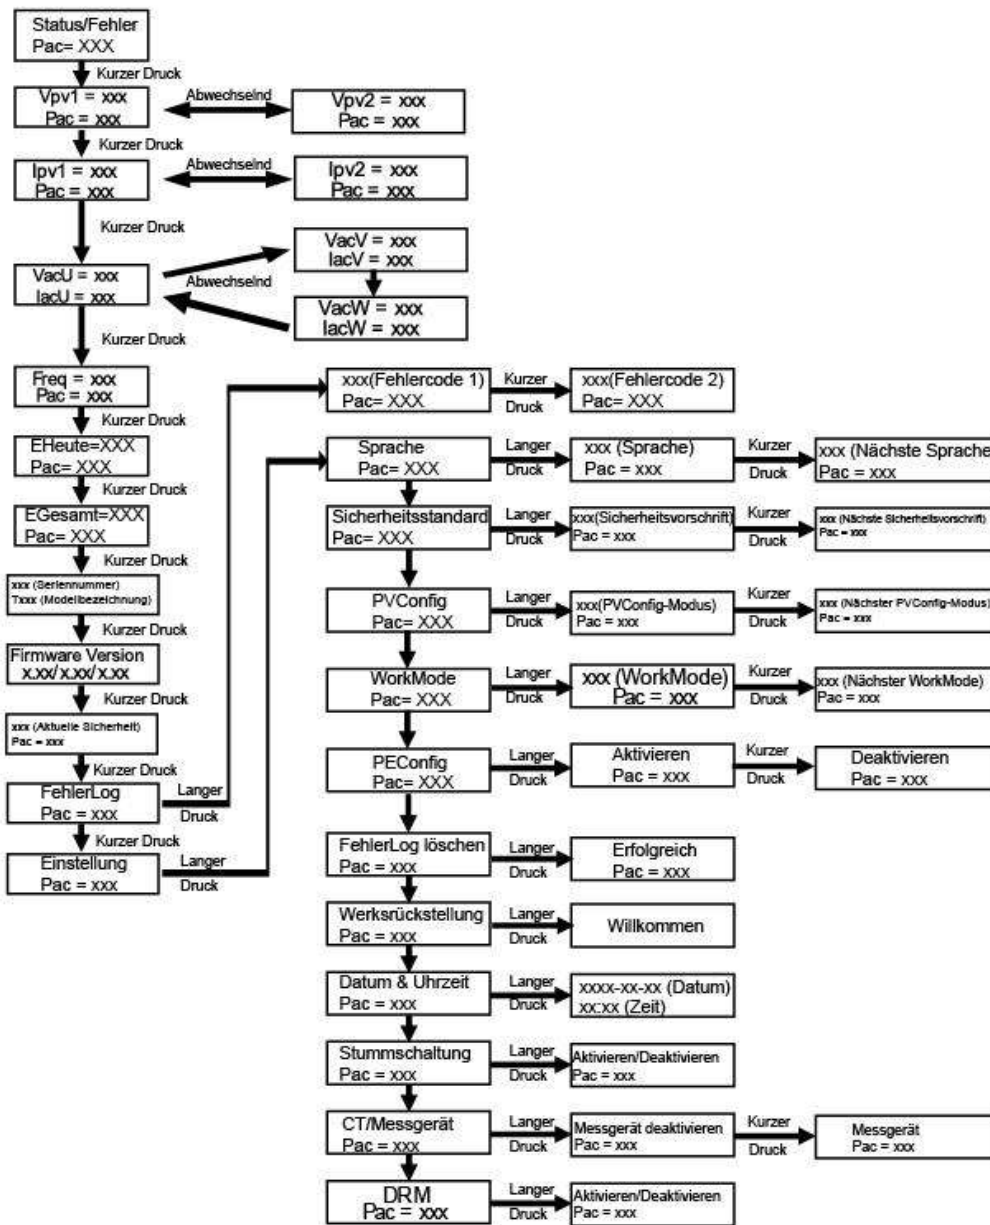 Status/Fehler
Pac= XXX
Kurzer Druck
Vpv1 = xxx
Pac = xxx
Abwechselnd
Vpv2 = xxx
Pac = xxx
Kurzer Druck
Ipv1 = xxx
Pac = xxx
Abwechselnd
Ipv2 = xxx
Pac = xxx
Kurzer Druck
VacU = xxx
IacU = xxx
Abwechselnd
VacV = xxx
IacV = xxx
VacW = xxx
IacW = xxx
Kurzer Druck
Freq = xxx
Pac = xxx
Kurzer Druck
EHeute=XXX
Pac= XXX
Kurzer Druck
EGesamt=XXX
Pac= XXX
Kurzer Druck
xxx (Seriennummer)
Txxx (Modellbezeichnung)
Kurzer Druck
Firmware Version
x.xx/x.xx/x.xx
Kurzer Druck
xxx (Aktuelle Sicherheit)
Pac = xxx
Kurzer Druck
FehlerLog
Pac = xxx
Langer
Druck
Kurzer Druck
Einstellung
Pac = xxx
Langer
Druck
xxx(Fehlercode 1)
Pac= XXX
Kurzer
Druck
xxx(Fehlercode 2)
Pac= XXX
Sprache
Pac= XXX
Langer
Druck
xxx (Sprache)
Pac = xxx
Kurzer
Druck
xxx (Nächste Sprache
Pac = xxx
Sicherheitsstandard
Pac= XXX
Langer
Druck
xxx(Sicherheitsvorschrift)
Pac = xxx
Kurzer
Druck
xxx (Nächste Sicherheitsvorschrift)
Pac = xxx
PVConfig
Pac= XXX
Langer
Druck
xxx(PVConfig-Modus)
Pac = xxx
Kurzer
Druck
xxx (Nächster PVConfig-Modus)
Pac = xxx
WorkMode
Pac= XXX
Langer
Druck
xxx (WorkMode)
Pac = xxx
Kurzer
Druck
xxx (Nächster WorkMode)
Pac = xxx
PEConfig
Pac= XXX
Langer
Druck
Aktivieren
Pac = xxx
Kurzer
Druck
Deaktivieren
Pac = xxx
FehlerLog löschen
Pac = xxx
Langer
Druck
Erfolgreich
Pac = xxx
Werksrückstellung
Pac = xxx
Langer
Druck
Willkommen
Datum & Uhrzeit
Pac = xxx
Langer
Druck
xxxx-xx-xx (Datum)
xx:xx (Zeit)
Stummschaltung
Pac = xxx
Langer
Druck
Aktivieren/Deaktivieren
Pac = xxx
CT/Messgerät
Pac = xxx
Langer
Druck
Messgerät deaktivieren
Pac = xxx
Kurzer
Druck
Messgerät
Pac = xxx
DRM
Pac = xxx
Langer
Druck
Aktivieren/Deaktivieren
Pac = xxx